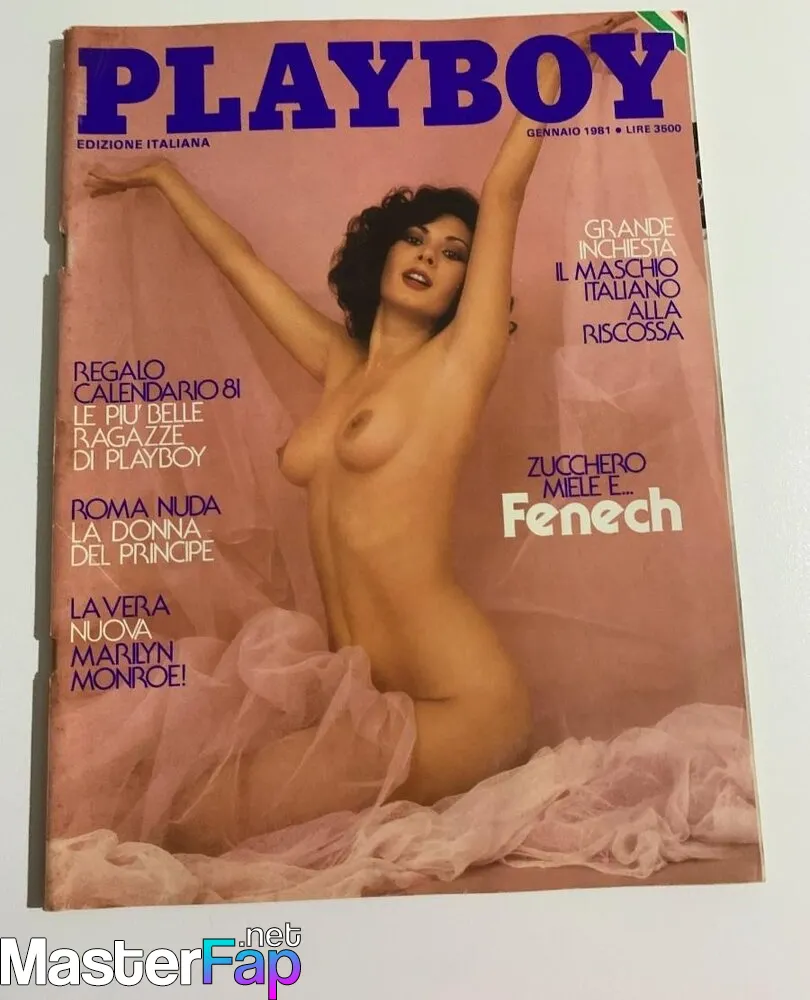 PLAYBOY
EDIZIONE ITALIANA
GENNAIO 1981 • LIRE 3500
GRANDE
INCHIESTA
IL MASCHIO
ITALIANO
ALLA
RISCOSSA
REGALO
CALENDARIO 81
LE PIU' BELLE
RAGAZZE
DI PLAYBOY
ZUCCHERO
MIELE E...
Fenech
ROMA NUDA
LA DONNA
DEL PRINCIPE
LA VERA
NUOVA
MARILYN
MONROE!
MasterFap.net